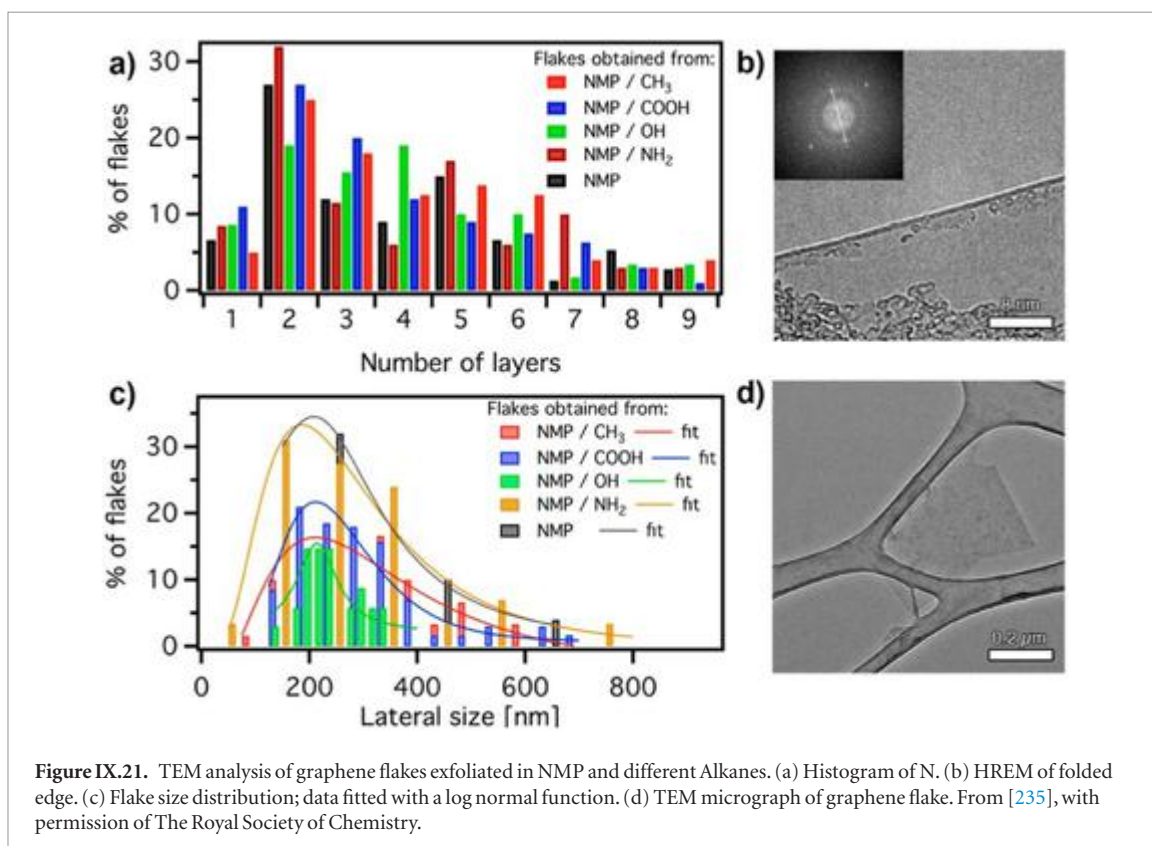 a)
% of flakes
30
20
10
0
Flakes obtained from:
NMP / CH₃
NMP / COOH
NMP / OH
NMP / NH₂
NMP
1 2 3 4 5 6 7 8 9
Number of layers
b)
c)
% of flakes
30
20
10
0
Flakes obtained from:
NMP / CH₃ fit
NMP / COOH fit
NMP / OH fit
NMP / NH₂ fit
NMP fit
0 200 400 600 800
Lateral size [nm]
d)
0.2 µm
Figure IX.21. TEM analysis of graphene flakes exfoliated in NMP and different Alkanes. (a) Histogram of N. (b) HREM of folded
edge. (c) Flake size distribution; data fitted with a log normal function. (d) TEM micrograph of graphene flake. From [235], with
permission of The Royal Society of Chemistry.